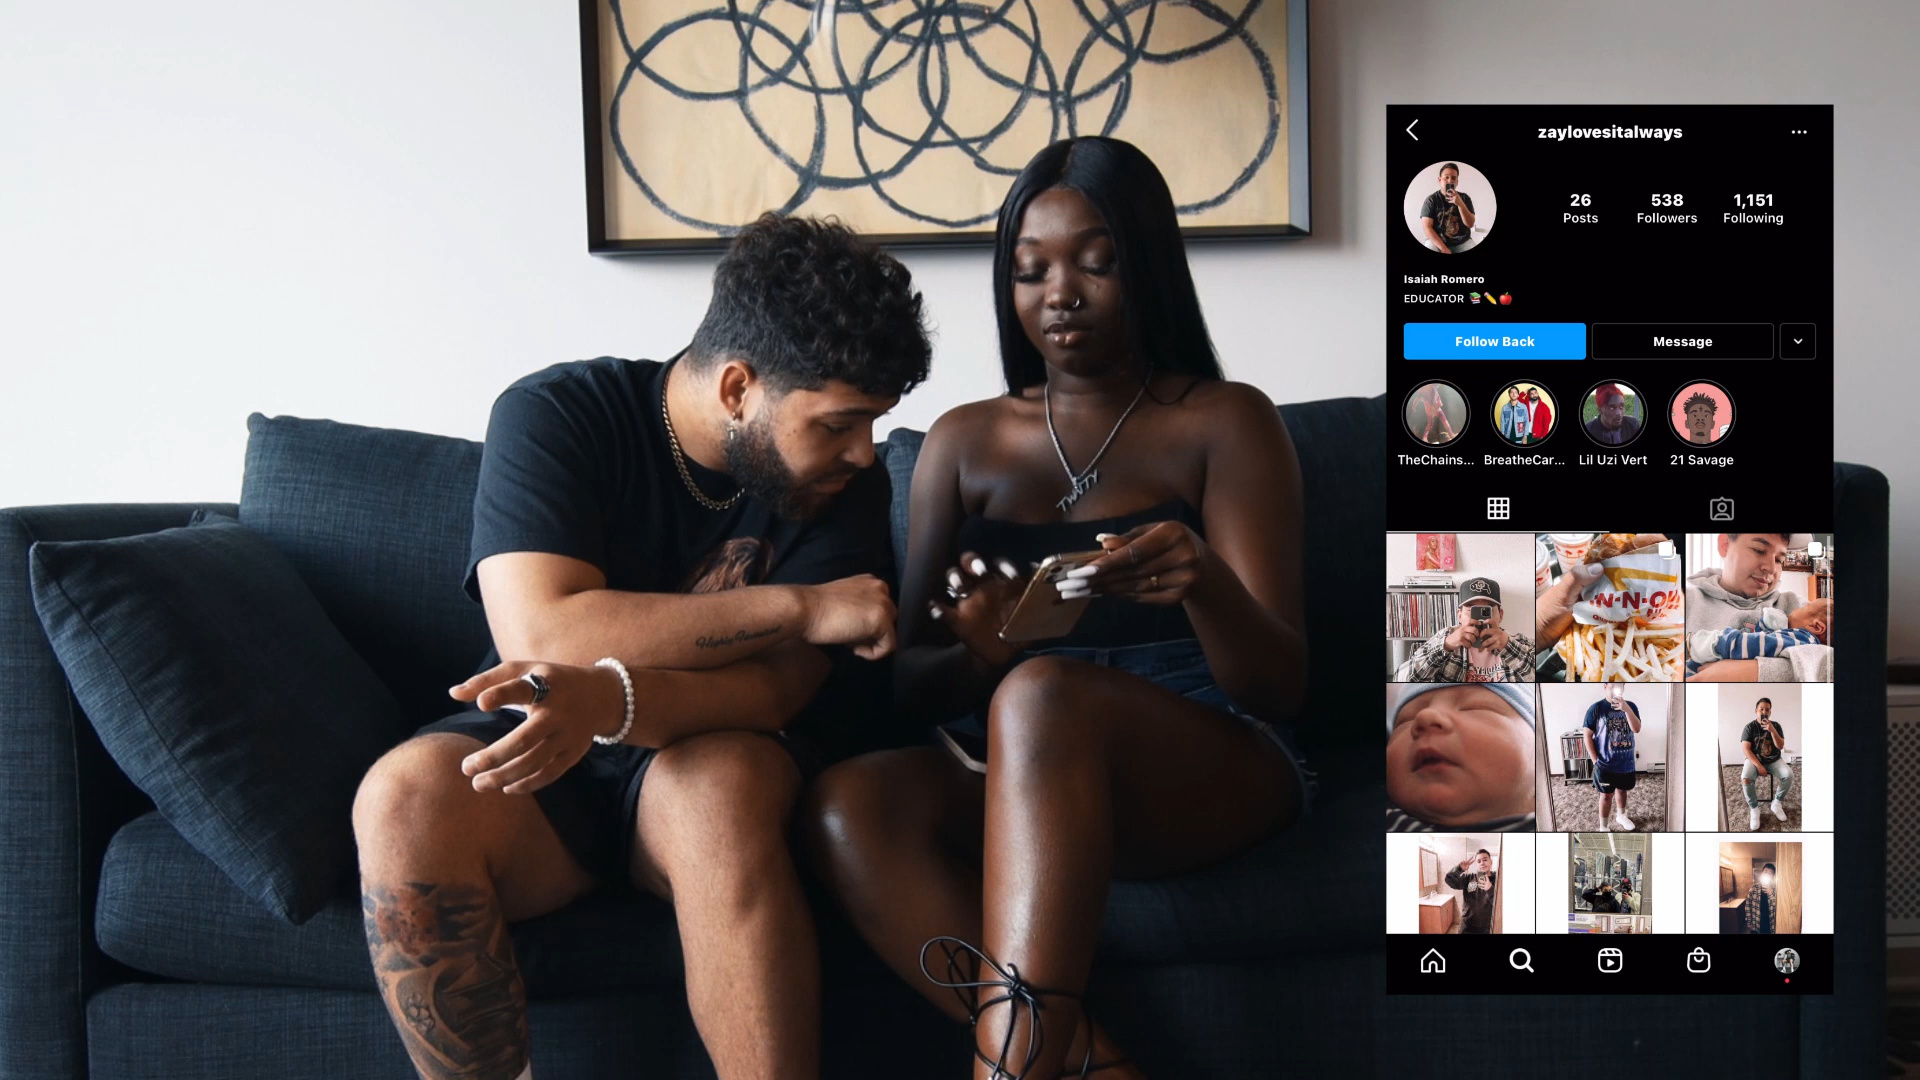 zaylovesitalways
26
538
1,151
Posts
Followers
Following
Isaiah Romero
EDUCATOR
Follow Back
Message
TheChains...
BreatheCar...
Lil Uzi Vert
21 Savage